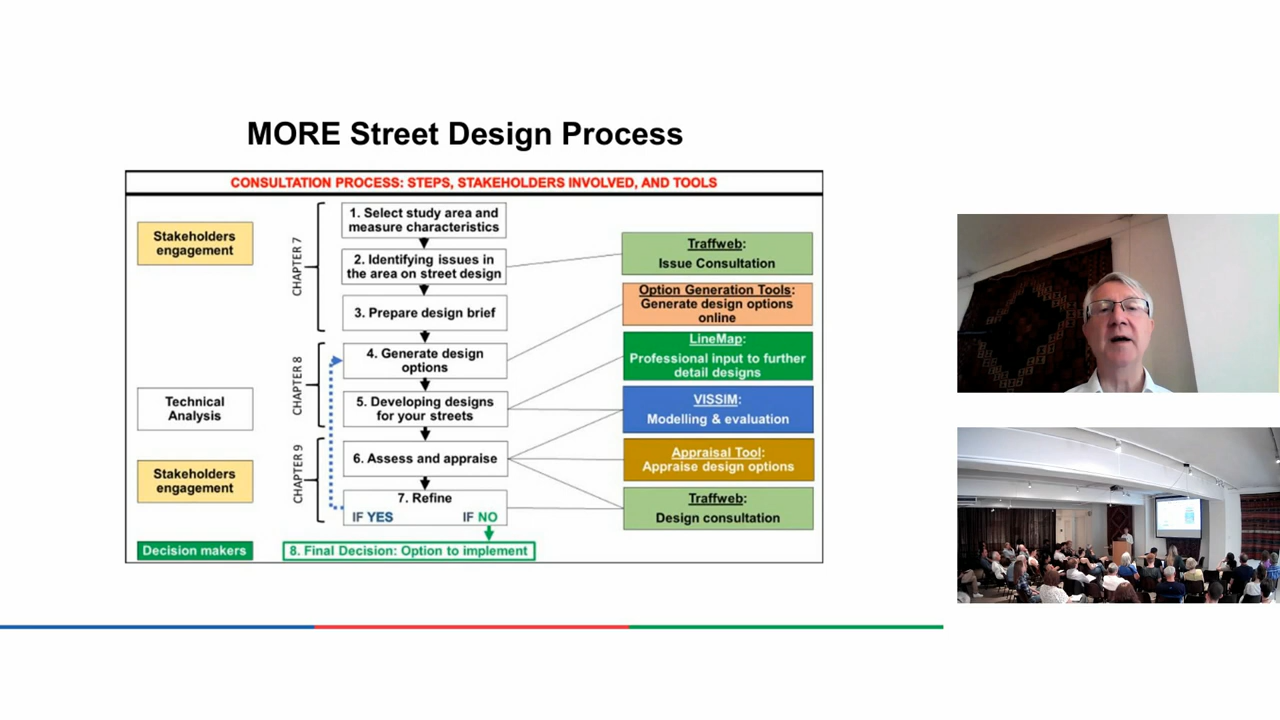 MORE Street Design Process
CONSULTATION PROCESS: STEPS, STAKEHOLDERS INVOLVED, AND TOOLS
Stakeholders
engagement
Technical
Analysis
Stakeholders
engagement
Decision makers
CHAPTER 7
CHAPTER 8
CHAPTER 9
1. Select study area and
measure characteristics
2. Identifying issues in
the area on street design
3. Prepare design brief
4. Generate design
options
5. Developing designs
for your streets
6. Assess and appraise
7. Refine
IF YES
IF NO
8. Final Decision: Option to implement
Traffweb:
Issue Consultation
Option Generation Tools:
Generate design options
online
LineMap:
Professional input to further
detail designs
VISSIM:
Modelling & evaluation
Appraisal Tool:
Appraise design options
Traffweb:
Design consultation